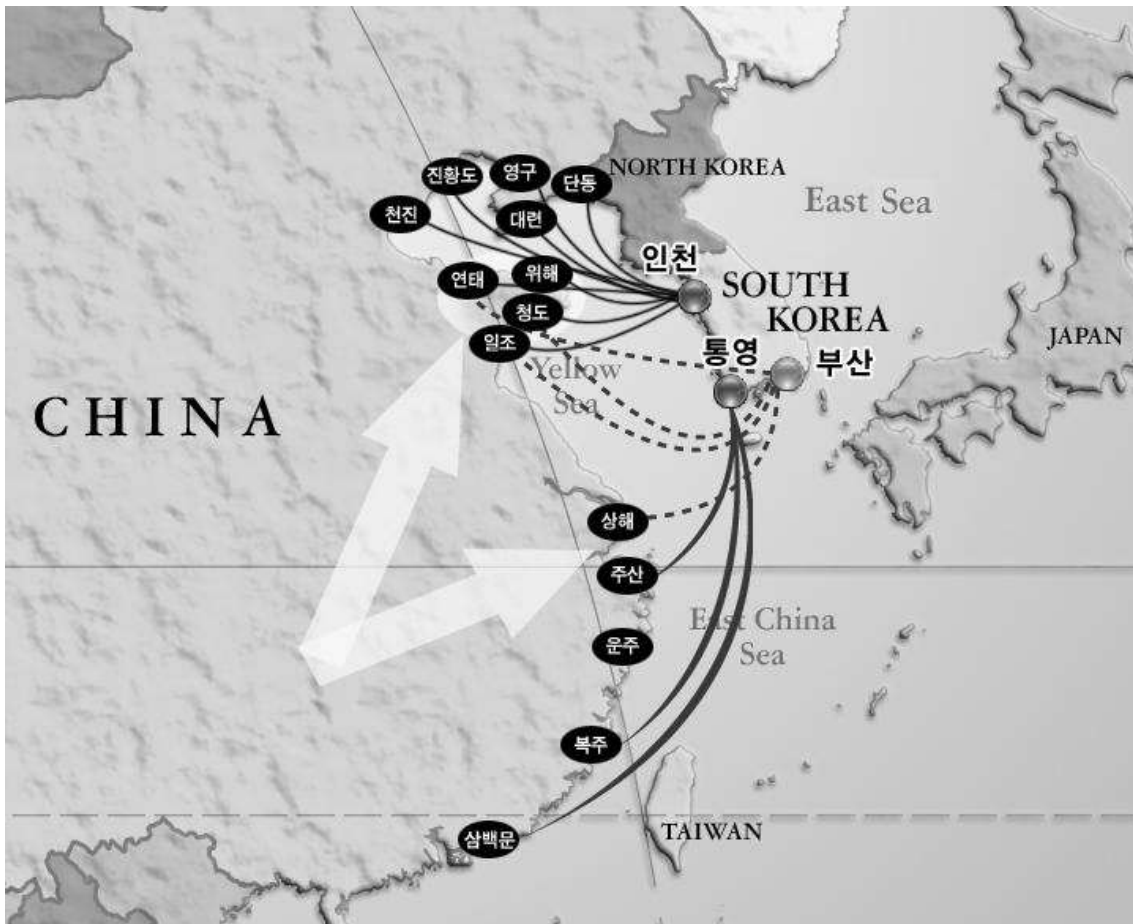 NORTH KOREA
진황도
영구
단동
천진
대련
East Sea
인천
연태
위해
SOUTH
KOREA
청도
일조
JAPAN
통영
부산
Yellow
Sea
CHINA
상해
주산
East China
Sea
운주
복주
TAIWAN
삼백문